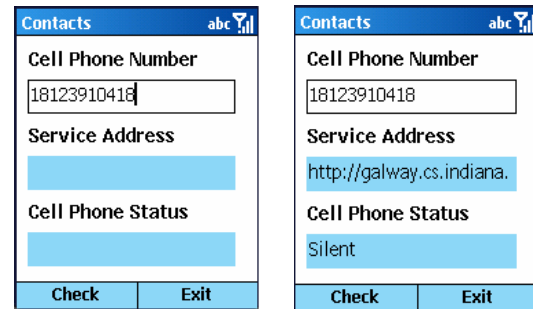 Contacts abc
Cell Phone Number
18123910418
Service Address
Cell Phone Status
Check Exit
Contacts abc
Cell Phone Number
18123910418
Service Address
http://galway.cs.indiana.
Cell Phone Status
Silent
Check Exit